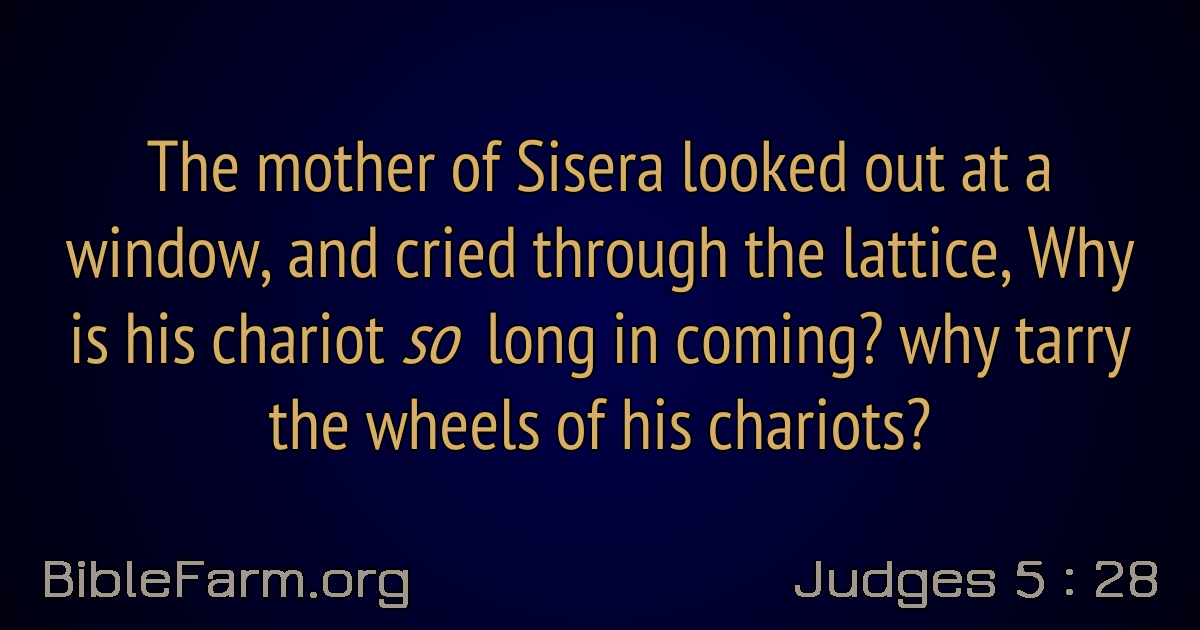 The mother of Sisera looked out at a
window, and cried through the lattice, Why
is his chariot so long in coming? why tarry
the wheels of his chariots?
BibleFarm.org
Judges 5 : 28